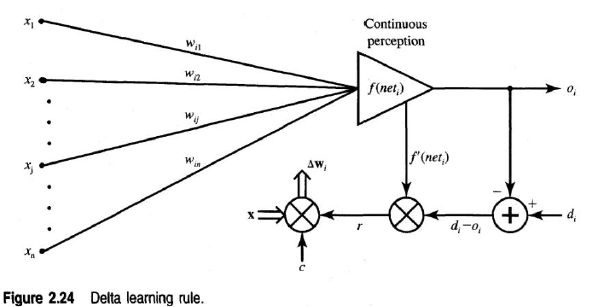 Continuous
perception
x₁
wᵢ₁
x₂
wᵢ₂
f(netᵢ)
oᵢ
wᵢⱼ
xⱼ
wᵢₙ
f'(netᵢ)
Δwᵢ
−
+
x
r
dᵢ–oᵢ
+
dᵢ
c
xₙ
Figure 2.24 Delta learning rule.